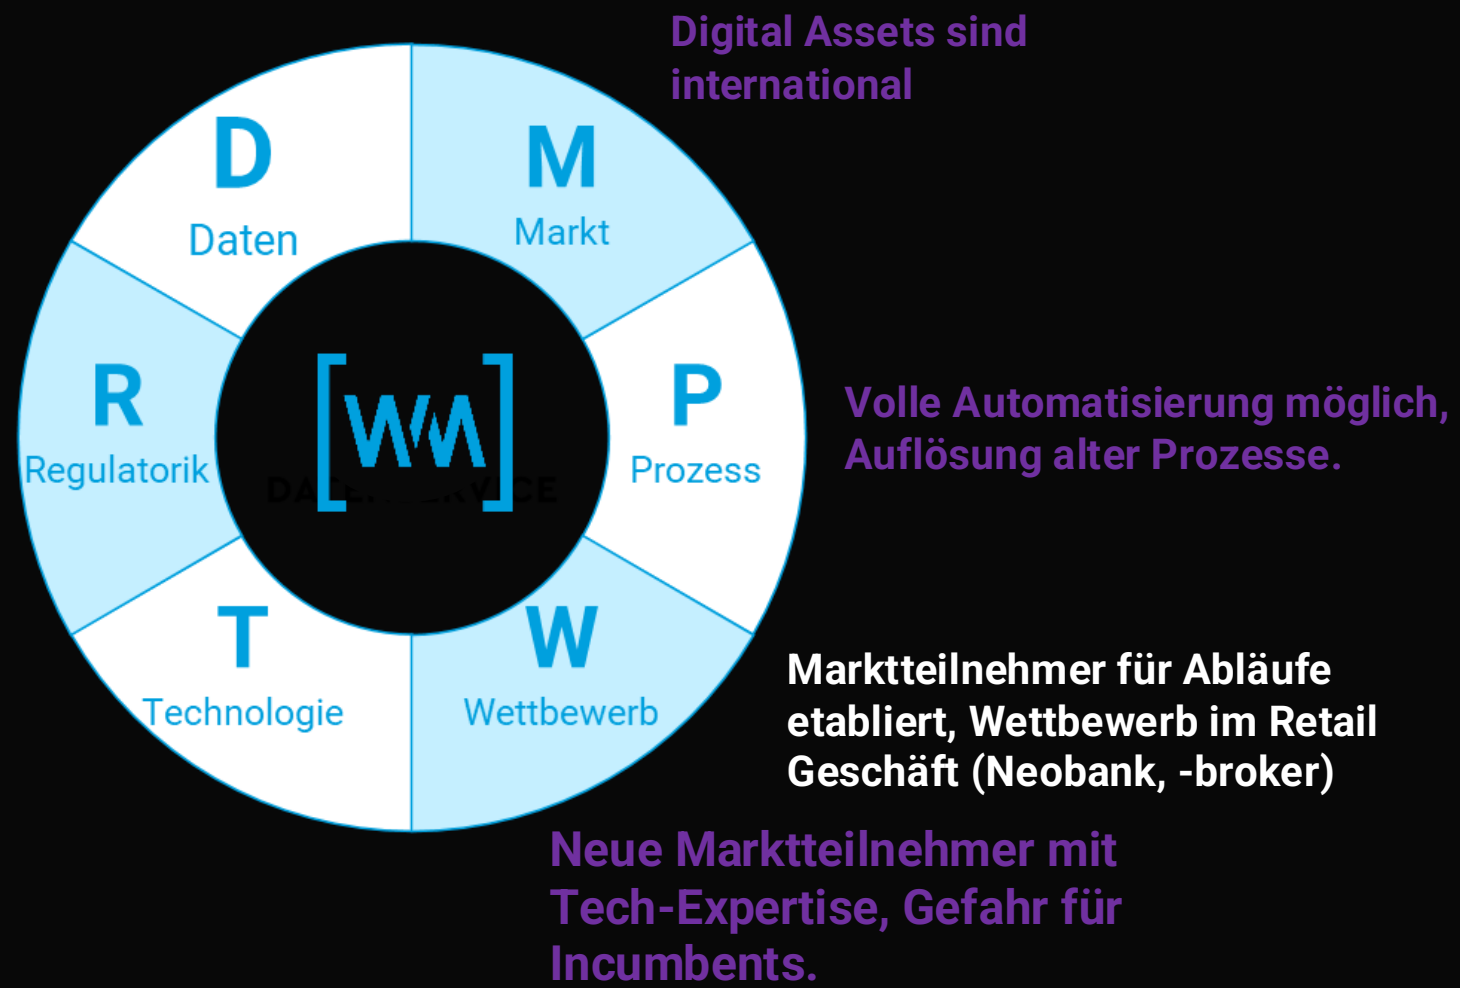 Digital Assets sind
international
D
Daten
M
Markt
R
Regulatorik
WM
DATENSERVICE
P
Prozess
Volle Automatisierung möglich,
Auflösung alter Prozesse.
T
Technologie
W
Wettbewerb
Marktteilnehmer für Abläufe
etabliert, Wettbewerb im Retail
Geschäft (Neobank, -broker)
Neue Marktteilnehmer mit
Tech-Expertise, Gefahr für
Incumbents.